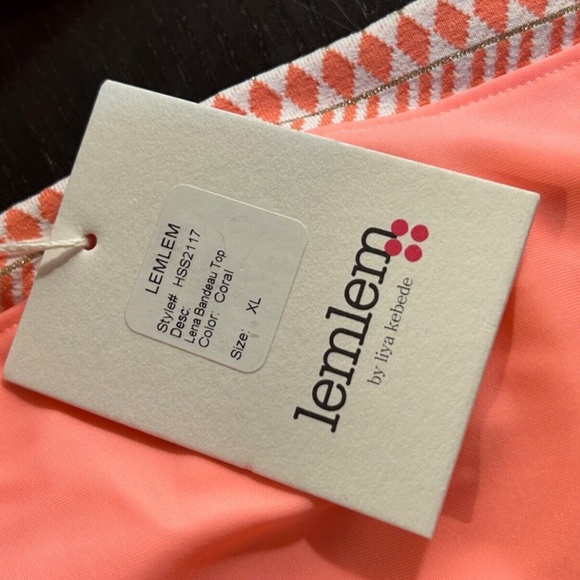 LEMLEM
Style# HSS2117
Desc:
Lena Bandeau Top
Color: Coral
Size: XL
lemlem
by liya kebede